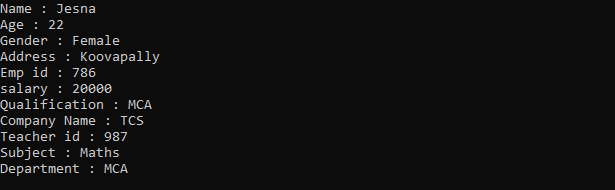 Name : Jesna
Age : 22
Gender : Female
Address : Koovapally
Emp id : 786
salary : 20000
Qualification : MCA
Company Name : TCS
Teacher id : 987
Subject : Maths
Department : MCA